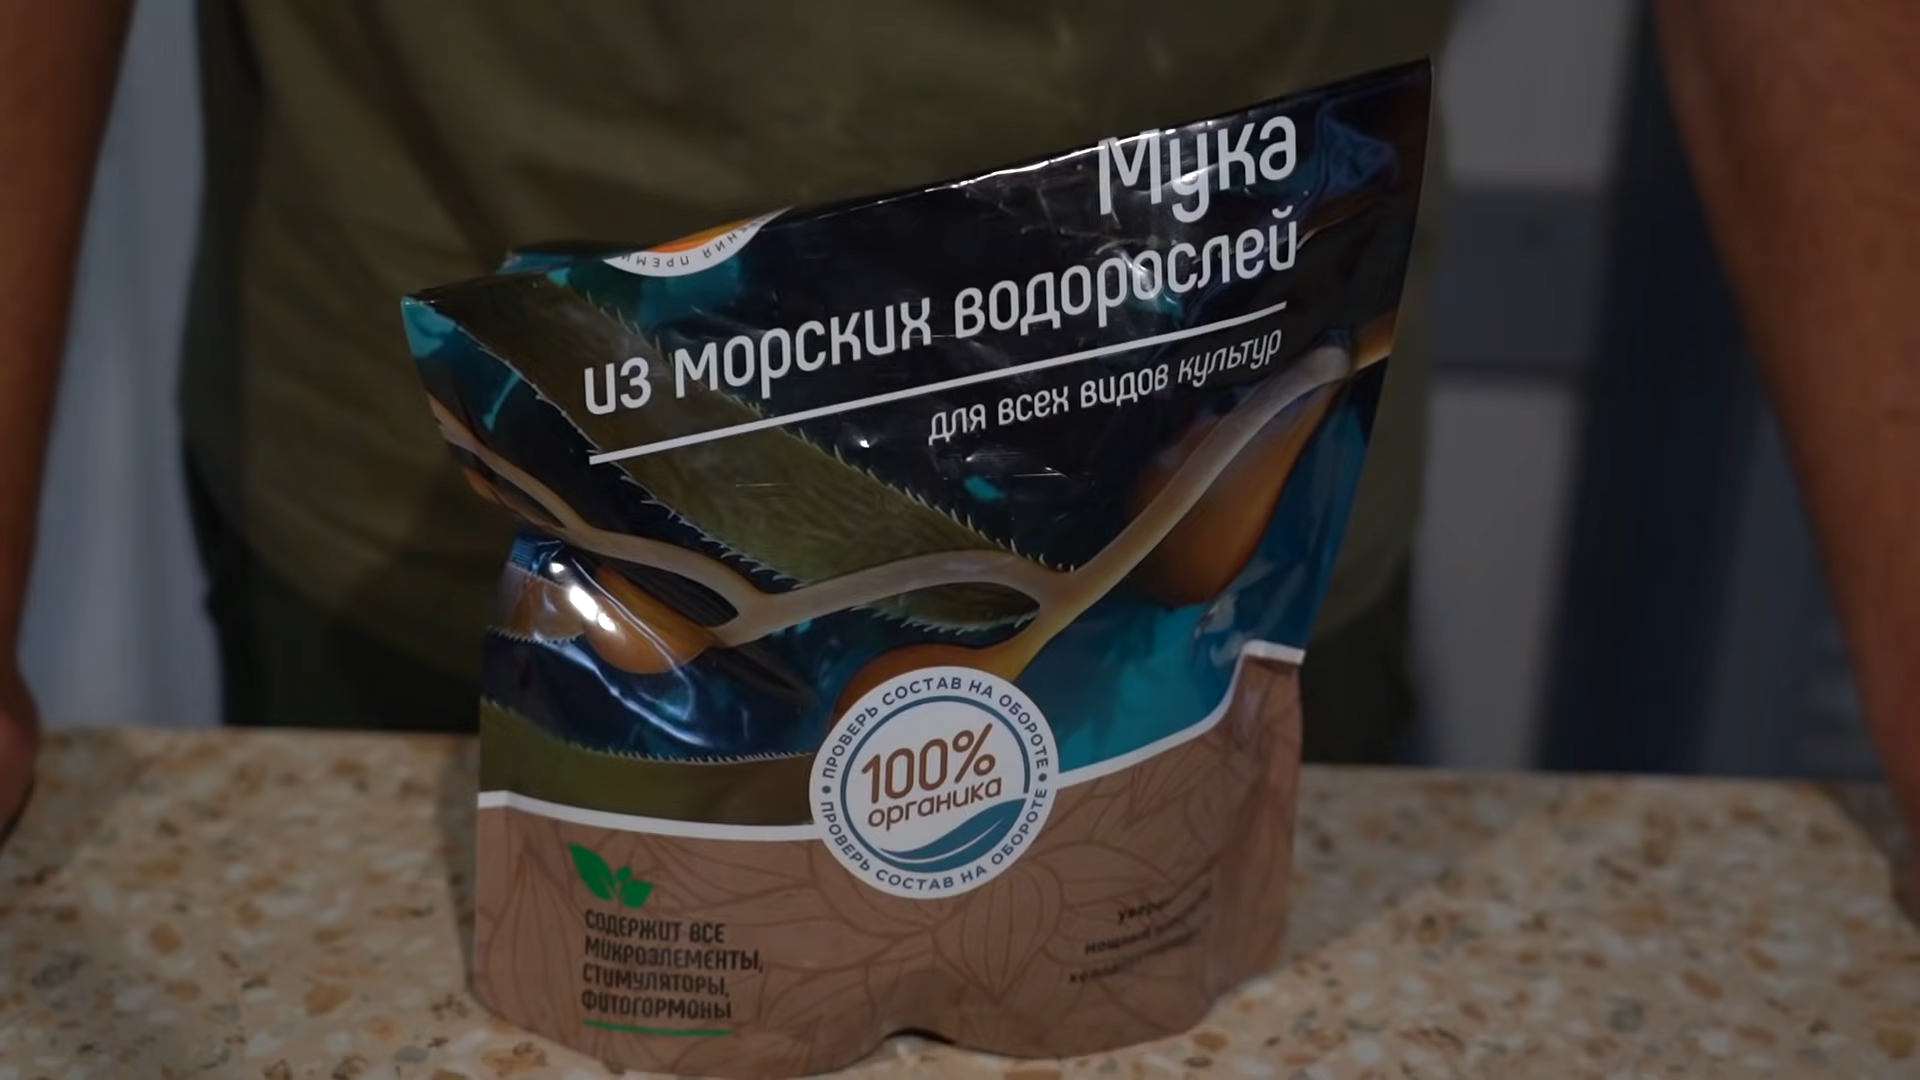 Мука
из морских водорослей
для всех видов культур
ПРОВЕРЬ СОСТАВ НА ОБОРОТЕ
100%
органика
ПРОВЕРЬ СОСТАВ НА ОБОРОТЕ
СОДЕРЖИТ ВСЕ
МИКРОЭЛЕМЕНТЫ,
СТИМУЛЯТОРЫ,
ФИТОГОРМОНЫ